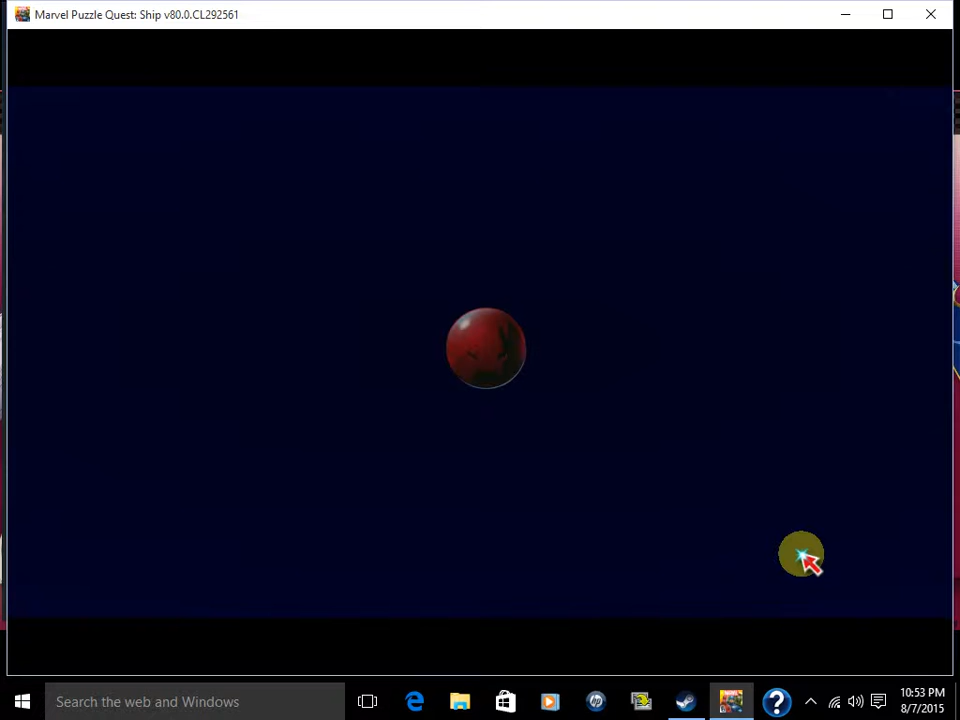 Marvel Puzzle Quest: Ship v80.0.CL292561
Search the web and Windows
10:53 PM
8/7/2015